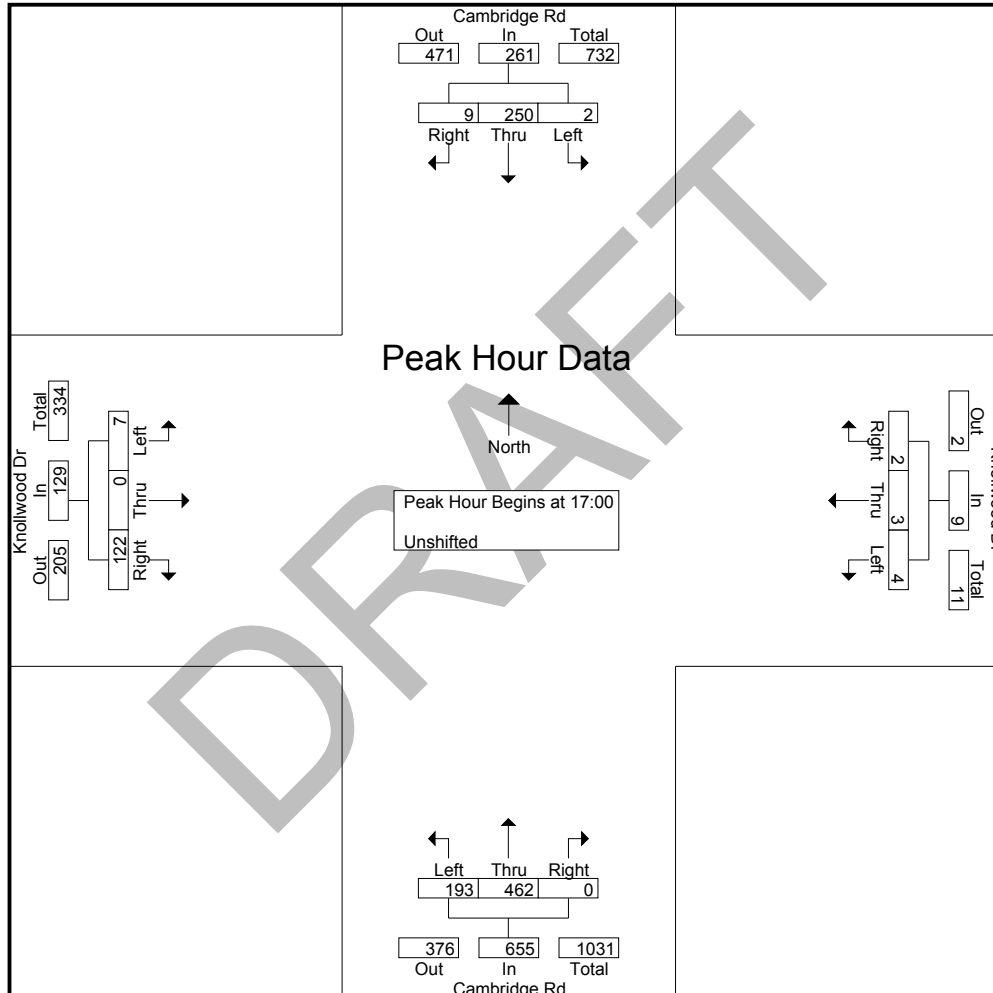 Cambridge Rd
Out In Total
471 261 732
9 250 2
Right Thru Left
Peak Hour Data
North
Peak Hour Begins at 17:00
Unshifted
Knollwood Dr
Total In Out
334 129 205
7 0 122
Left Thru Right
Out In Total
2 9 11
2 3 4
Right Thru Left
Left Thru Right
193 462 0
376 655 1031
Out In Total
Cambridge Rd
DRAFT